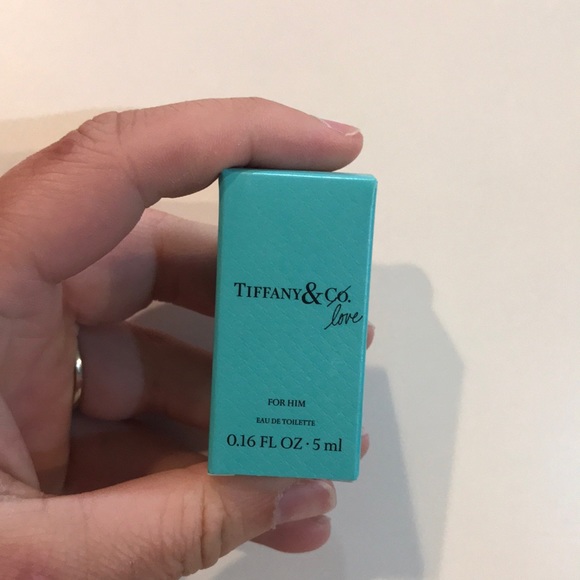 TIFFANY & CO.
love
FOR HIM
EAU DE TOILETTE
0.16 FL OZ · 5 ml